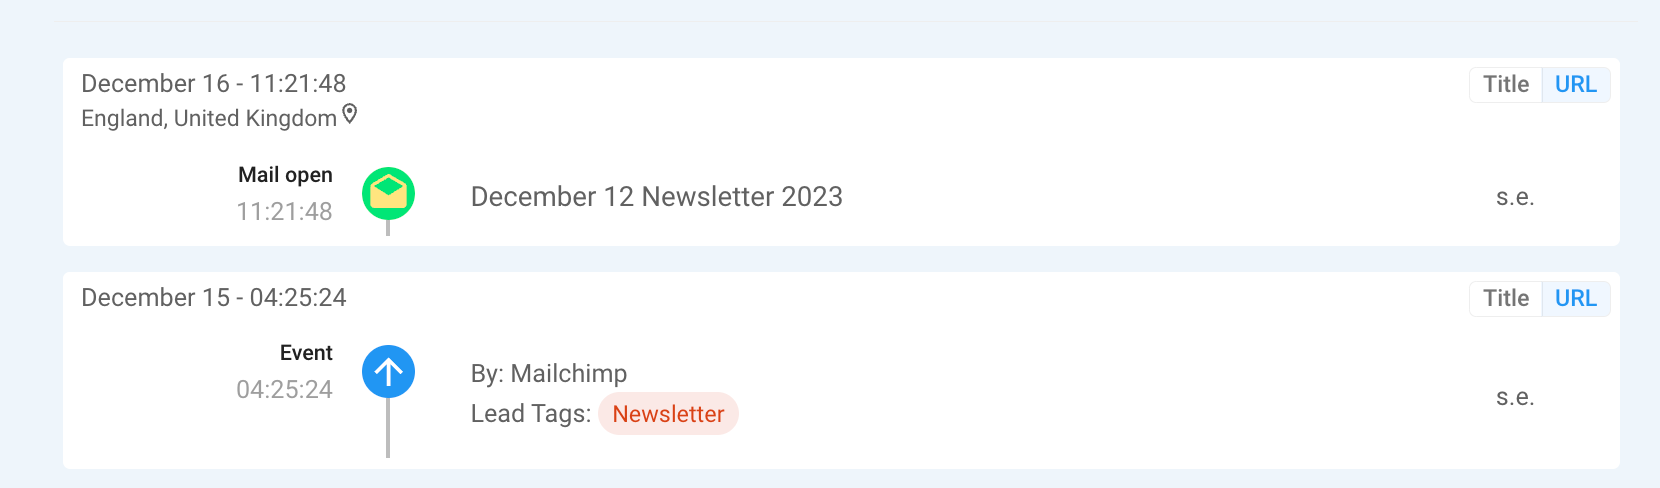 December 16 - 11:21:48
Title URL
England, United Kingdom
Mail open
11:21:48
December 12 Newsletter 2023
s.e.
December 15 - 04:25:24
Title URL
Event
04:25:24
By: Mailchimp
Lead Tags: Newsletter
s.e.